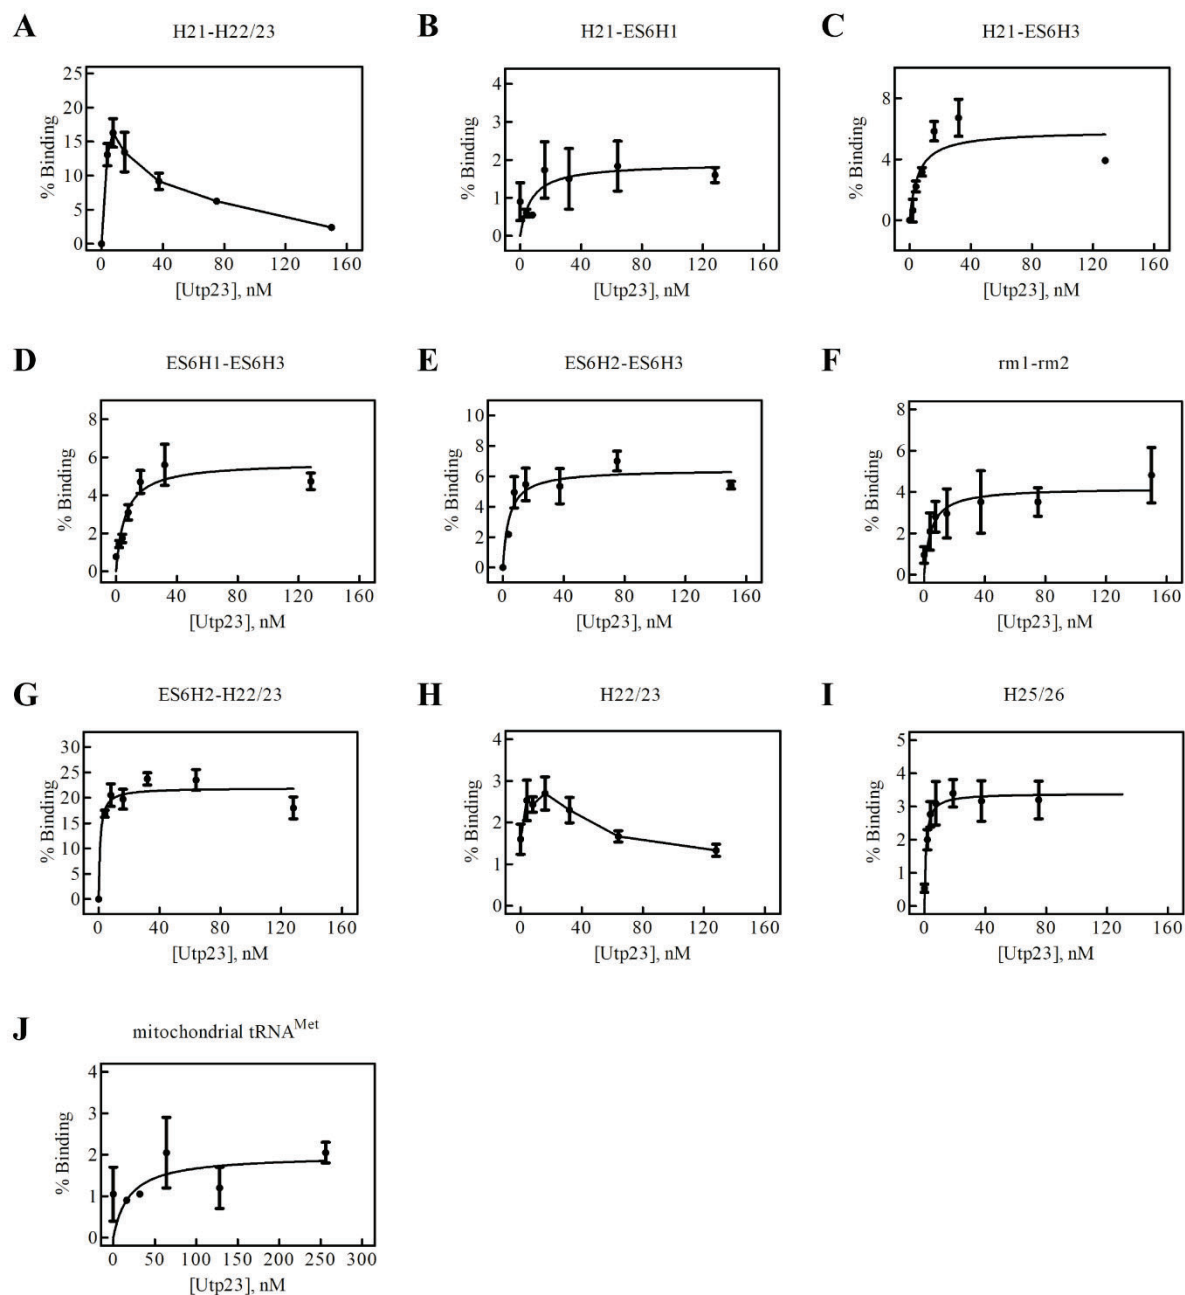 A
H21-H22/23
25
20
15
10
5
0
% Binding
0 40 80 120 160
[Utp23], nM
B
H21-ES6H1
4
3
2
1
0
% Binding
0 40 80 120 160
[Utp23], nM
C
H21-ES6H3
8
4
0
% Binding
0 40 80 120 160
[Utp23], nM
D
ES6H1-ES6H3
8
6
4
2
0
% Binding
0 40 80 120 160
[Utp23], nM
E
ES6H2-ES6H3
10
8
6
4
2
0
% Binding
0 40 80 120 160
[Utp23], nM
F
rm1-rm2
8
6
4
2
0
% Binding
0 40 80 120 160
[Utp23], nM
G
ES6H2-H22/23
30
25
20
15
10
5
0
% Binding
0 40 80 120 160
[Utp23], nM
H
H22/23
4
3
2
1
0
% Binding
0 40 80 120 160
[Utp23], nM
I
H25/26
5
4
3
2
1
0
% Binding
0 40 80 120 160
[Utp23], nM
J
mitochondrial tRNA^Met
4
3
2
1
0
% Binding
0 50 100 150 200 250 300
[Utp23], nM